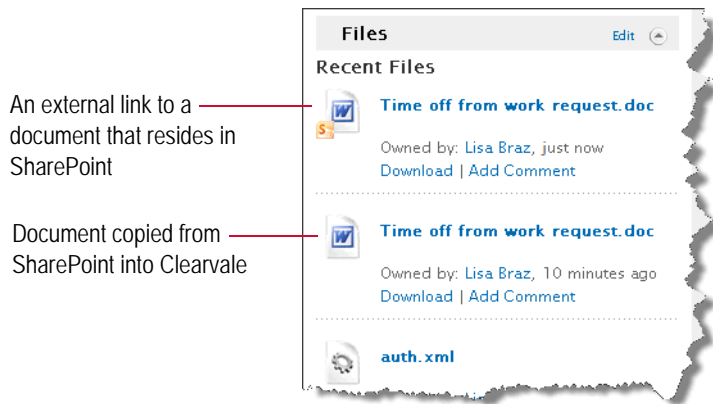 Files
Edit
Recent Files
An external link to a
document that resides in
SharePoint
Time off from work request.doc
Owned by: Lisa Braz, just now
Download | Add Comment
Document copied from
SharePoint into Clearvale
Time off from work request.doc
Owned by: Lisa Braz, 10 minutes ago
Download | Add Comment
auth.xml